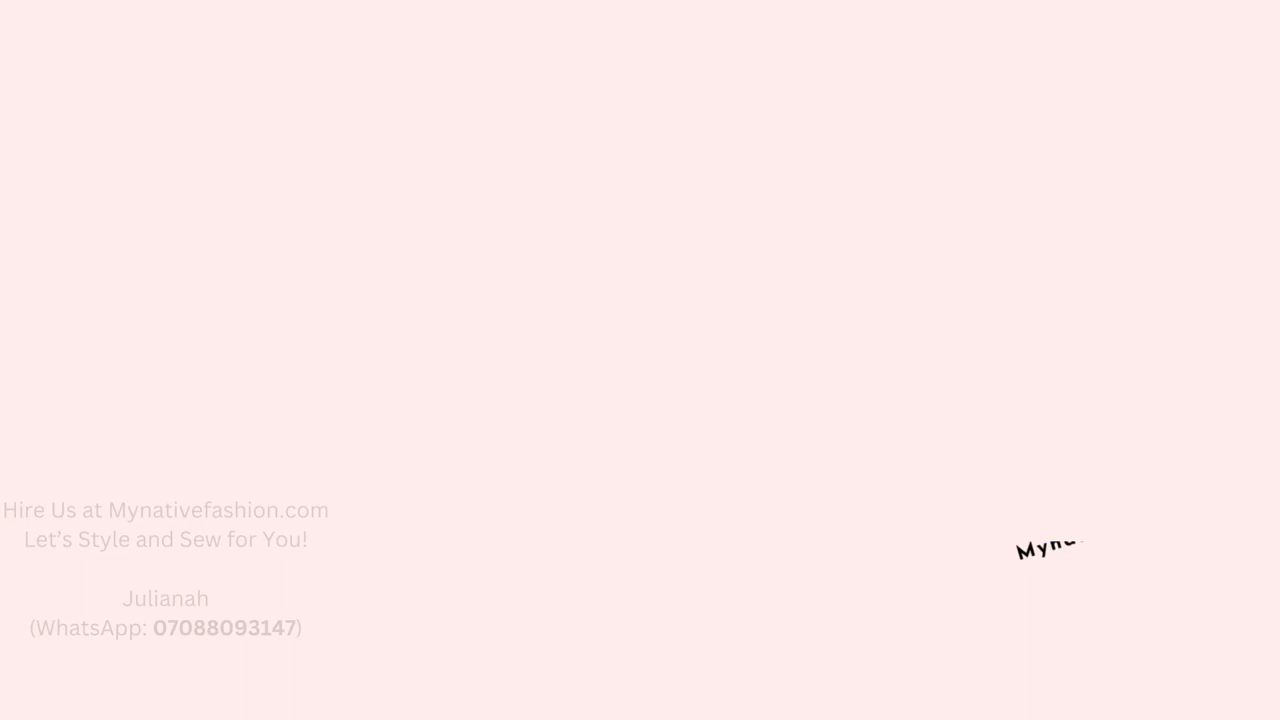 Hire Us at Mynativefashion.com
Let's Style and Sew for You!
Julianah
(WhatsApp: 07088093147)